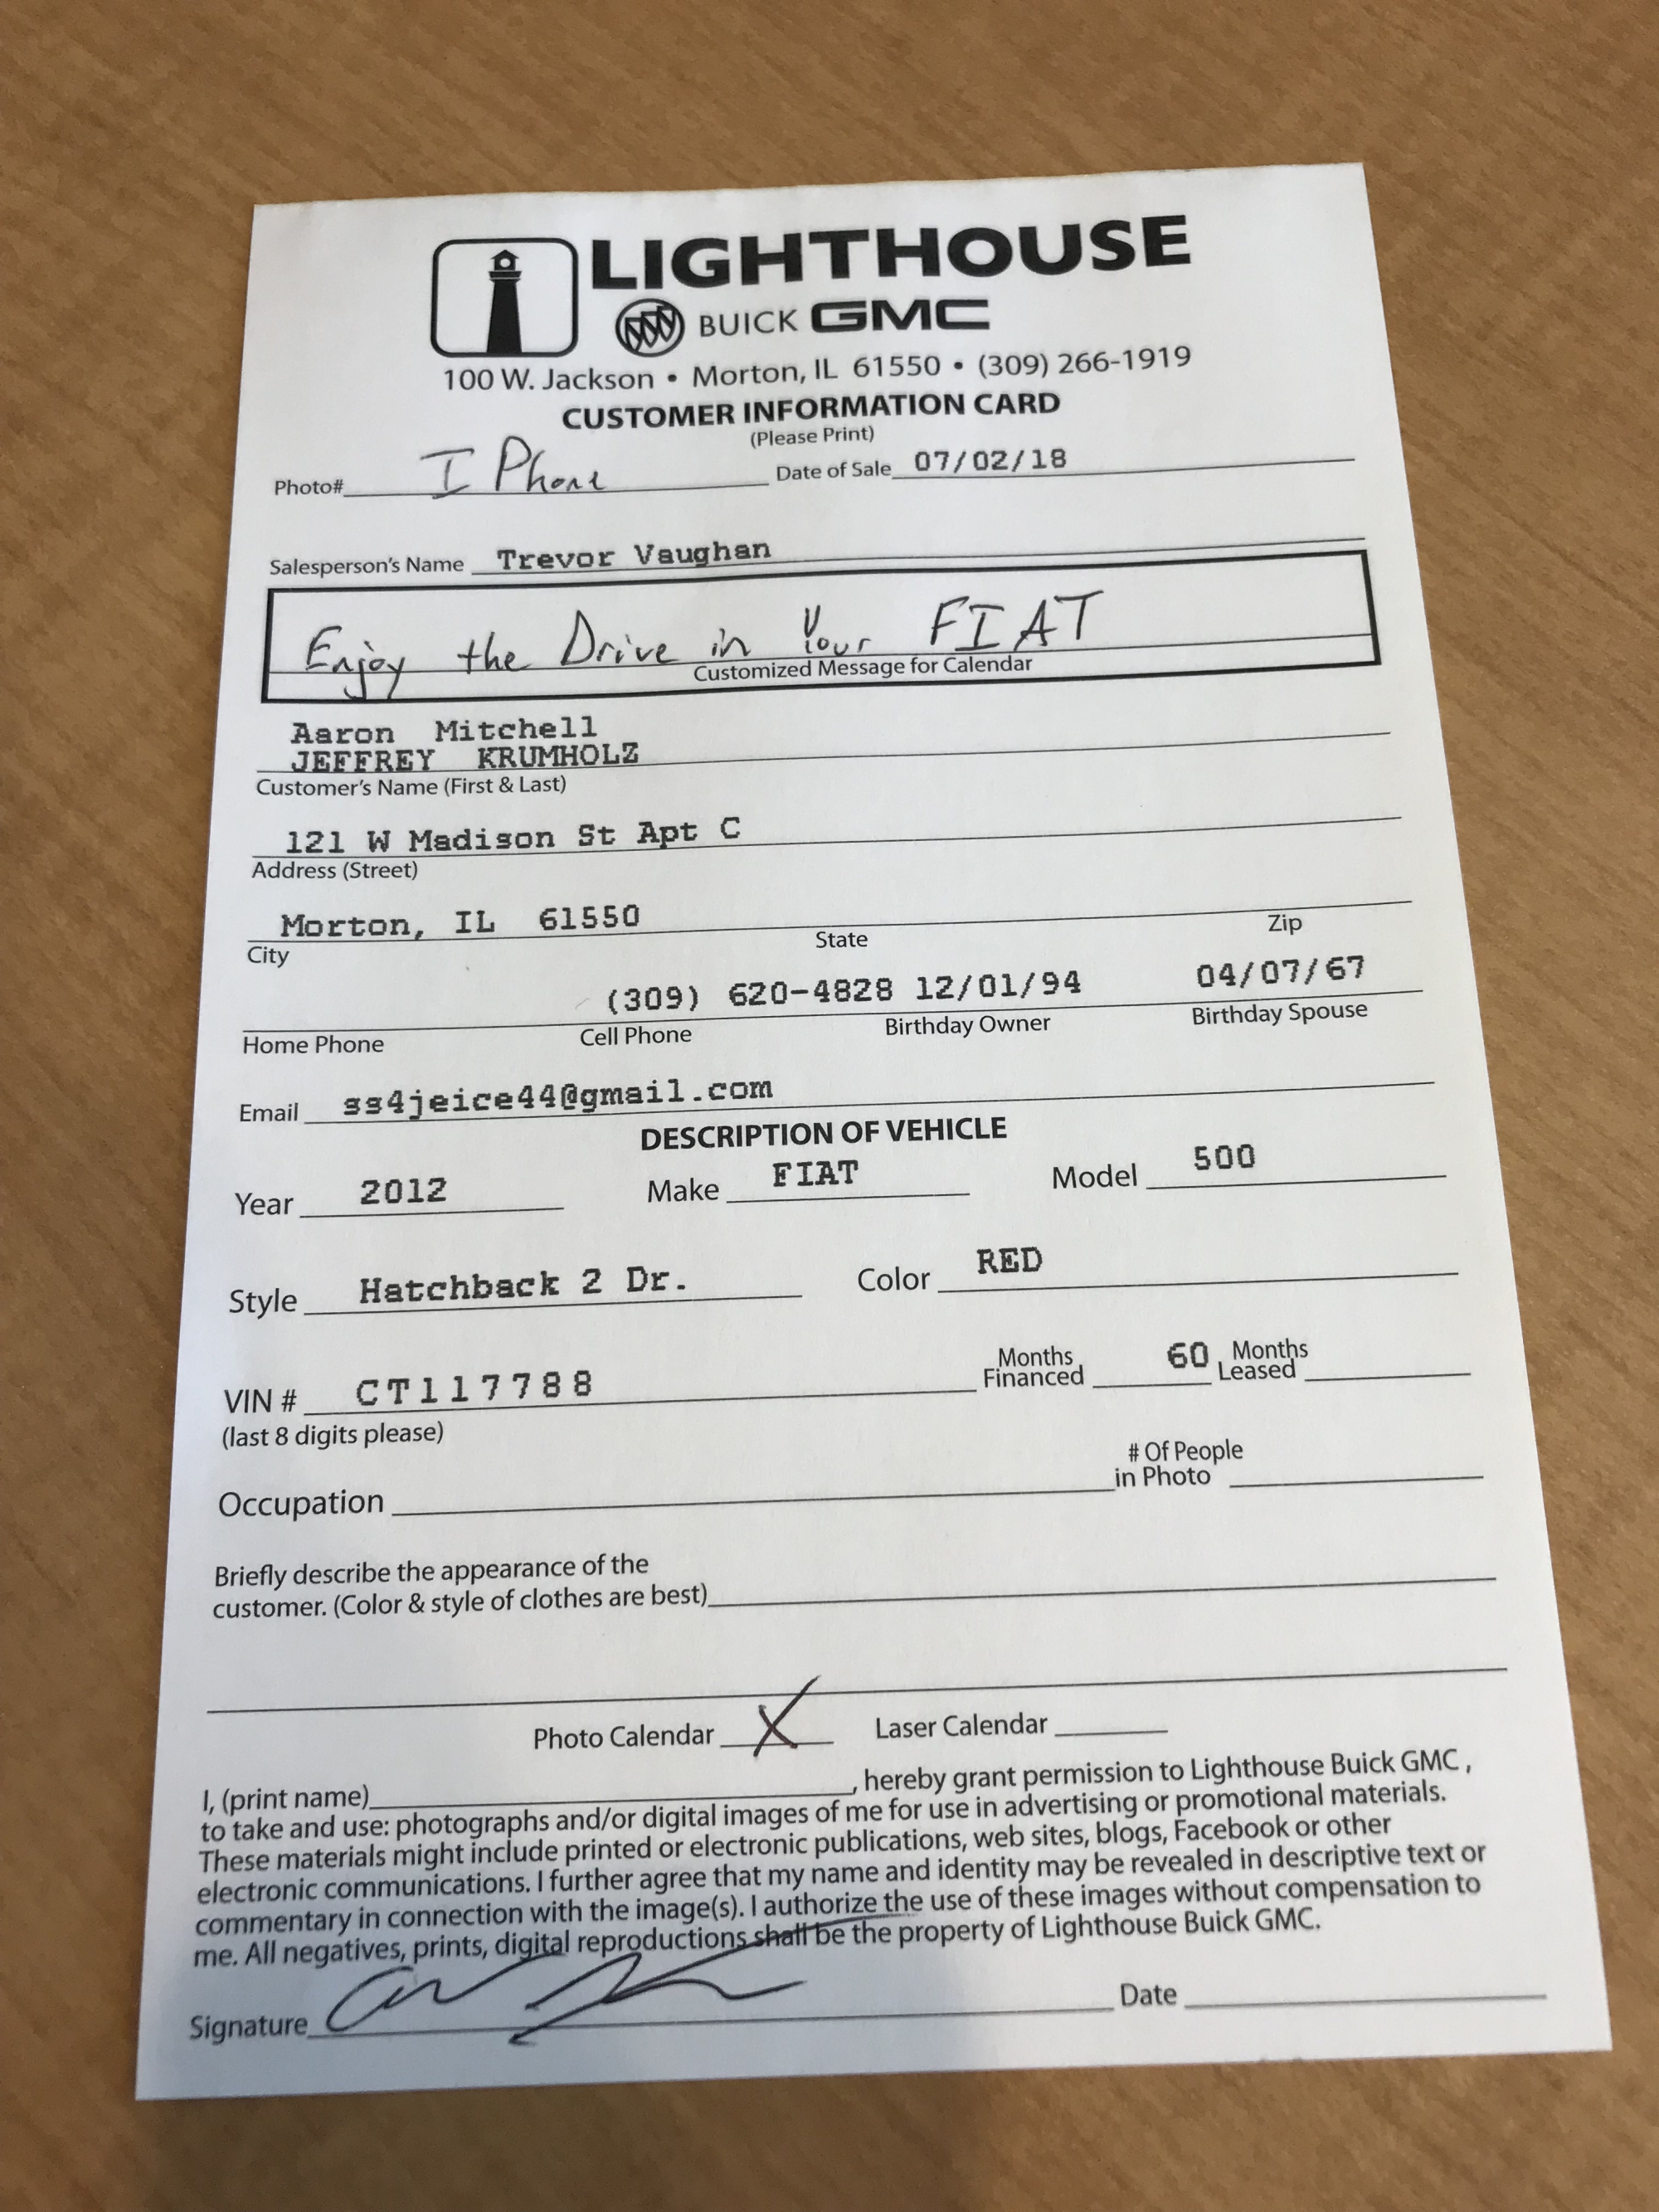 LIGHTHOUSE
BUICK GMC
100 W. Jackson • Morton, IL 61550 • (309) 266-1919
CUSTOMER INFORMATION CARD
(Please Print)
Photo# I Phone Date of Sale 07/02/18
Salesperson's Name Trevor Vaughan
Enjoy the Drive in Your FIAT
Customized Message for Calendar
Aaron Mitchell
JEFFREY KRUMHOLZ
Customer's Name (First & Last)
121 W Madison St Apt C
Address (Street)
Morton, IL 61550
City State Zip
(309) 620-4828 12/01/94 04/07/67
Home Phone Cell Phone Birthday Owner Birthday Spouse
Email ss4jeice44@gmail.com
DESCRIPTION OF VEHICLE
Year 2012 Make FIAT Model 500
Style Hatchback 2 Dr. Color RED
VIN # CT117788 Months Financed 60 Months Leased
(last 8 digits please)
Occupation # Of People in Photo
Briefly describe the appearance of the
customer. (Color & style of clothes are best)
Photo Calendar X Laser Calendar
I, (print name) , hereby grant permission to Lighthouse Buick GMC ,
to take and use: photographs and/or digital images of me for use in advertising or promotional materials.
These materials might include printed or electronic publications, web sites, blogs, Facebook or other
electronic communications. I further agree that my name and identity may be revealed in descriptive text or
commentary in connection with the image(s). I authorize the use of these images without compensation to
me. All negatives, prints, digital reproductions shall be the property of Lighthouse Buick GMC.
Signature Date